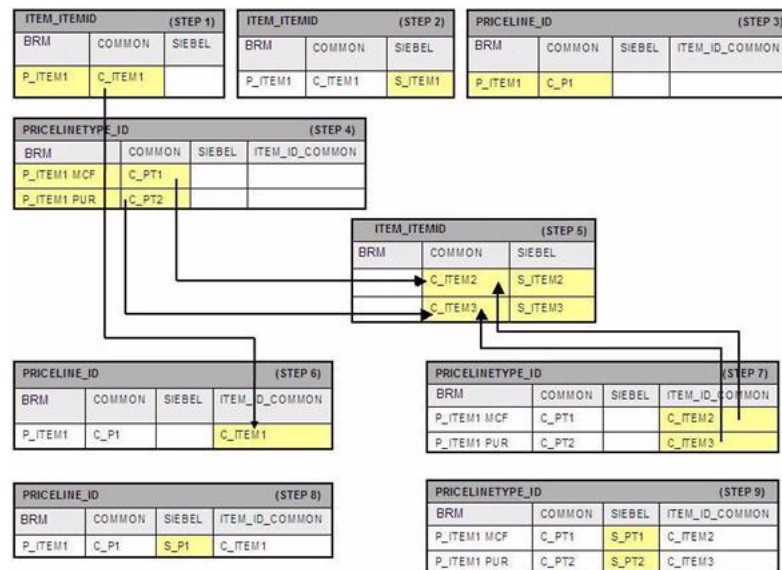 ITEM_ITEMID (STEP 1)
BRM COMMON SIEBEL
P_ITEM1 C_ITEM1
ITEM_ITEMID (STEP 2)
BRM COMMON SIEBEL
P_ITEM1 C_ITEM1 S_ITEM1
PRICELINE_ID (STEP 3)
BRM COMMON SIEBEL ITEM_ID_COMMON
P_ITEM1 C_P1
PRICELINETYPE_ID (STEP 4)
BRM COMMON SIEBEL ITEM_ID_COMMON
P_ITEM1 MCF C_PT1
P_ITEM1 PUR C_PT2
ITEM_ITEMID (STEP 5)
BRM COMMON SIEBEL
C_ITEM2 S_ITEM2
C_ITEM3 S_ITEM3
PRICELINE_ID (STEP 6)
BRM COMMON SIEBEL ITEM_ID_COMMON
P_ITEM1 C_P1 C_ITEM1
PRICELINETYPE_ID (STEP 7)
BRM COMMON SIEBEL ITEM_ID_COMMON
P_ITEM1 MCF C_PT1 C_ITEM2
P_ITEM1 PUR C_PT2 C_ITEM3
PRICELINE_ID (STEP 8)
BRM COMMON SIEBEL ITEM_ID_COMMON
P_ITEM1 C_P1 S_P1 C_ITEM1
PRICELINETYPE_ID (STEP 9)
BRM COMMON SIEBEL ITEM_ID_COMMON
P_ITEM1 MCF C_PT1 S_PT1 C_ITEM2
P_ITEM1 PUR C_PT2 S_PT2 C_ITEM3